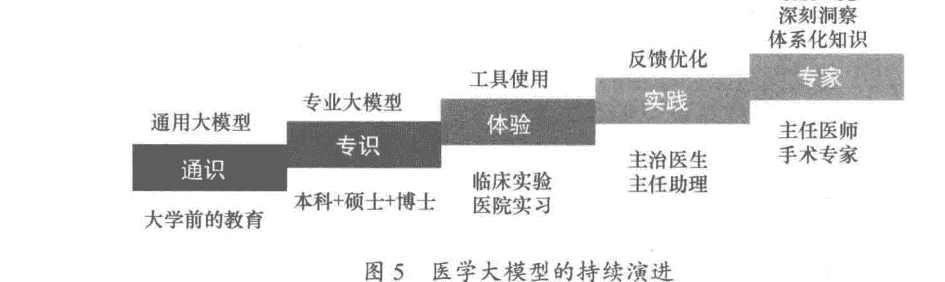 深刻洞察
体系化知识
专家
主任医师
手术专家
反馈优化
实践
主治医生
主任助理
工具使用
体验
临床实验
医院实习
专业大模型
专识
本科+硕士+博士
通用大模型
通识
大学前的教育
图 5 医学大模型的持续演进